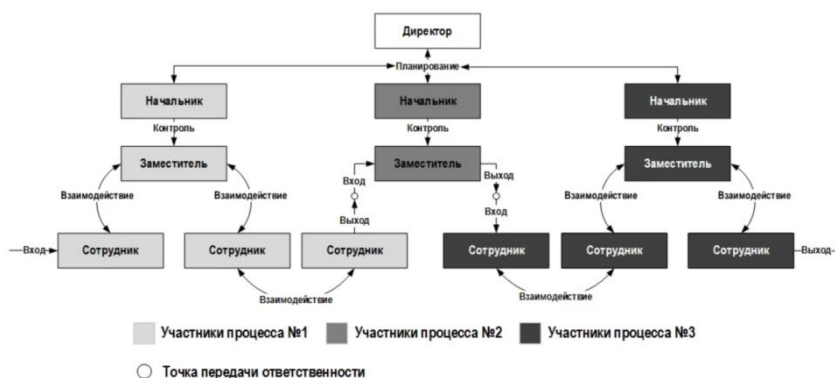 Директор
Планирование
Начальник
Начальник
Начальник
Контроль
Контроль
Контроль
Заместитель
Заместитель
Заместитель
Взаимодействие
Взаимодействие
Вход
Выход
Выход
Вход
Взаимодействие
Взаимодействие
Вход
Сотрудник
Сотрудник
Сотрудник
Сотрудник
Сотрудник
Сотрудник
Выход
Взаимодействие
Взаимодействие
Участники процесса №1
Участники процесса №2
Участники процесса №3
Точка передачи ответственности